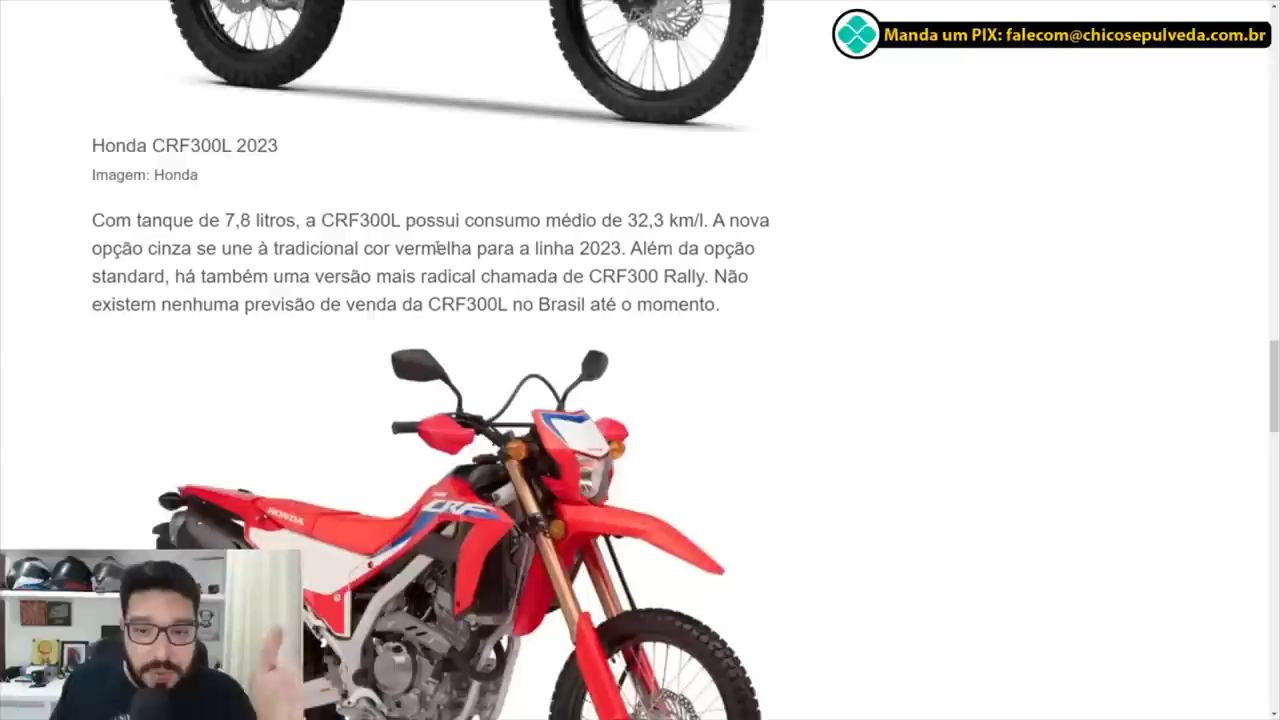 Manda um PIX: falecom@chicosepulveda.com.br
Honda CRF300L 2023
Imagem: Honda
Com tanque de 7,8 litros, a CRF300L possui consumo médio de 32,3 km/l. A nova
opção cinza se une à tradicional cor vermelha para a linha 2023. Além da opção
standard, há também uma versão mais radical chamada de CRF300 Rally. Não
existem nenhuma previsão de venda da CRF300L no Brasil até o momento.
HONDA
CRF